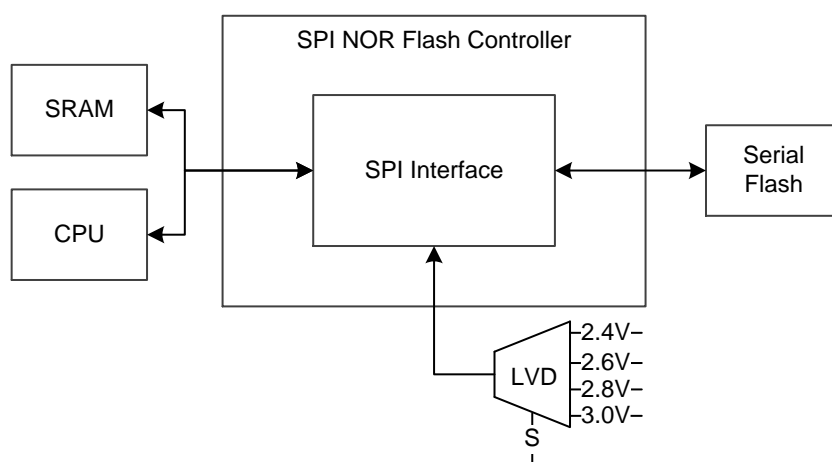 SPI NOR Flash Controller
SRAM
CPU
SPI Interface
Serial
Flash
LVD
2.4V
2.6V
2.8V
3.0V
S